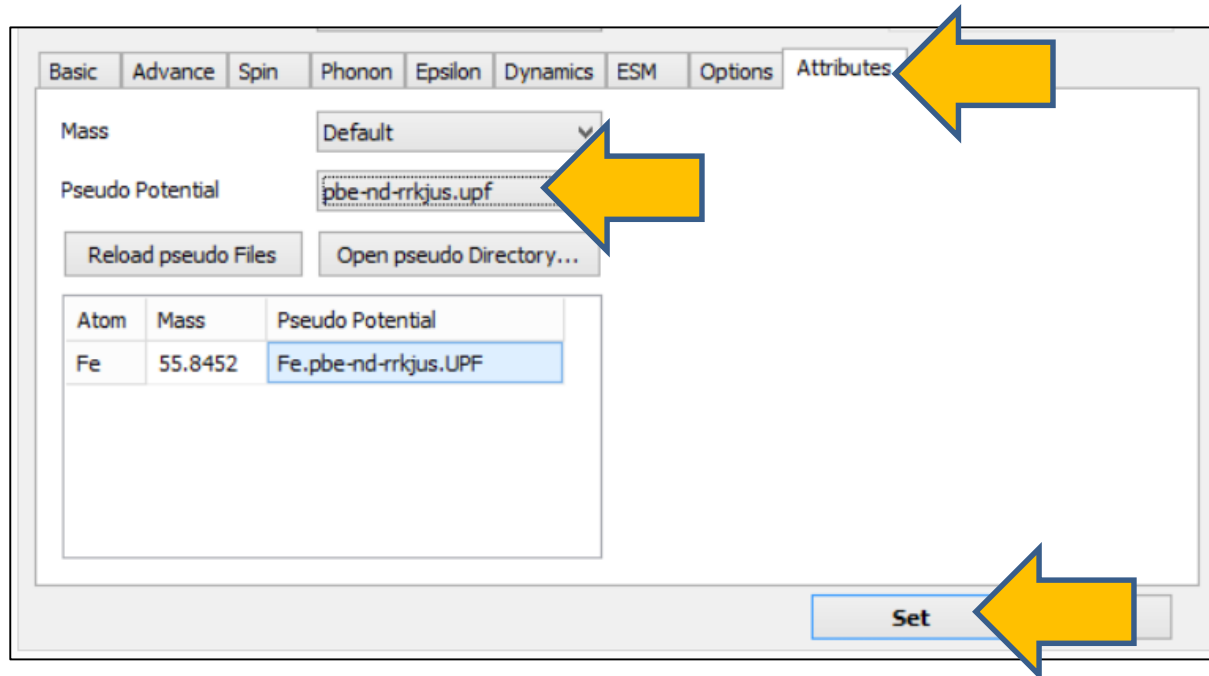 Basic Advance Spin Phonon Epsilon Dynamics ESM Options Attributes
Mass Default
Pseudo Potential pbe-nd-rrkjus.upf
Reload pseudo Files Open pseudo Directory...
Atom Mass Pseudo Potential
Fe 55.8452 Fe.pbe-nd-rrkjus.UPF
Set